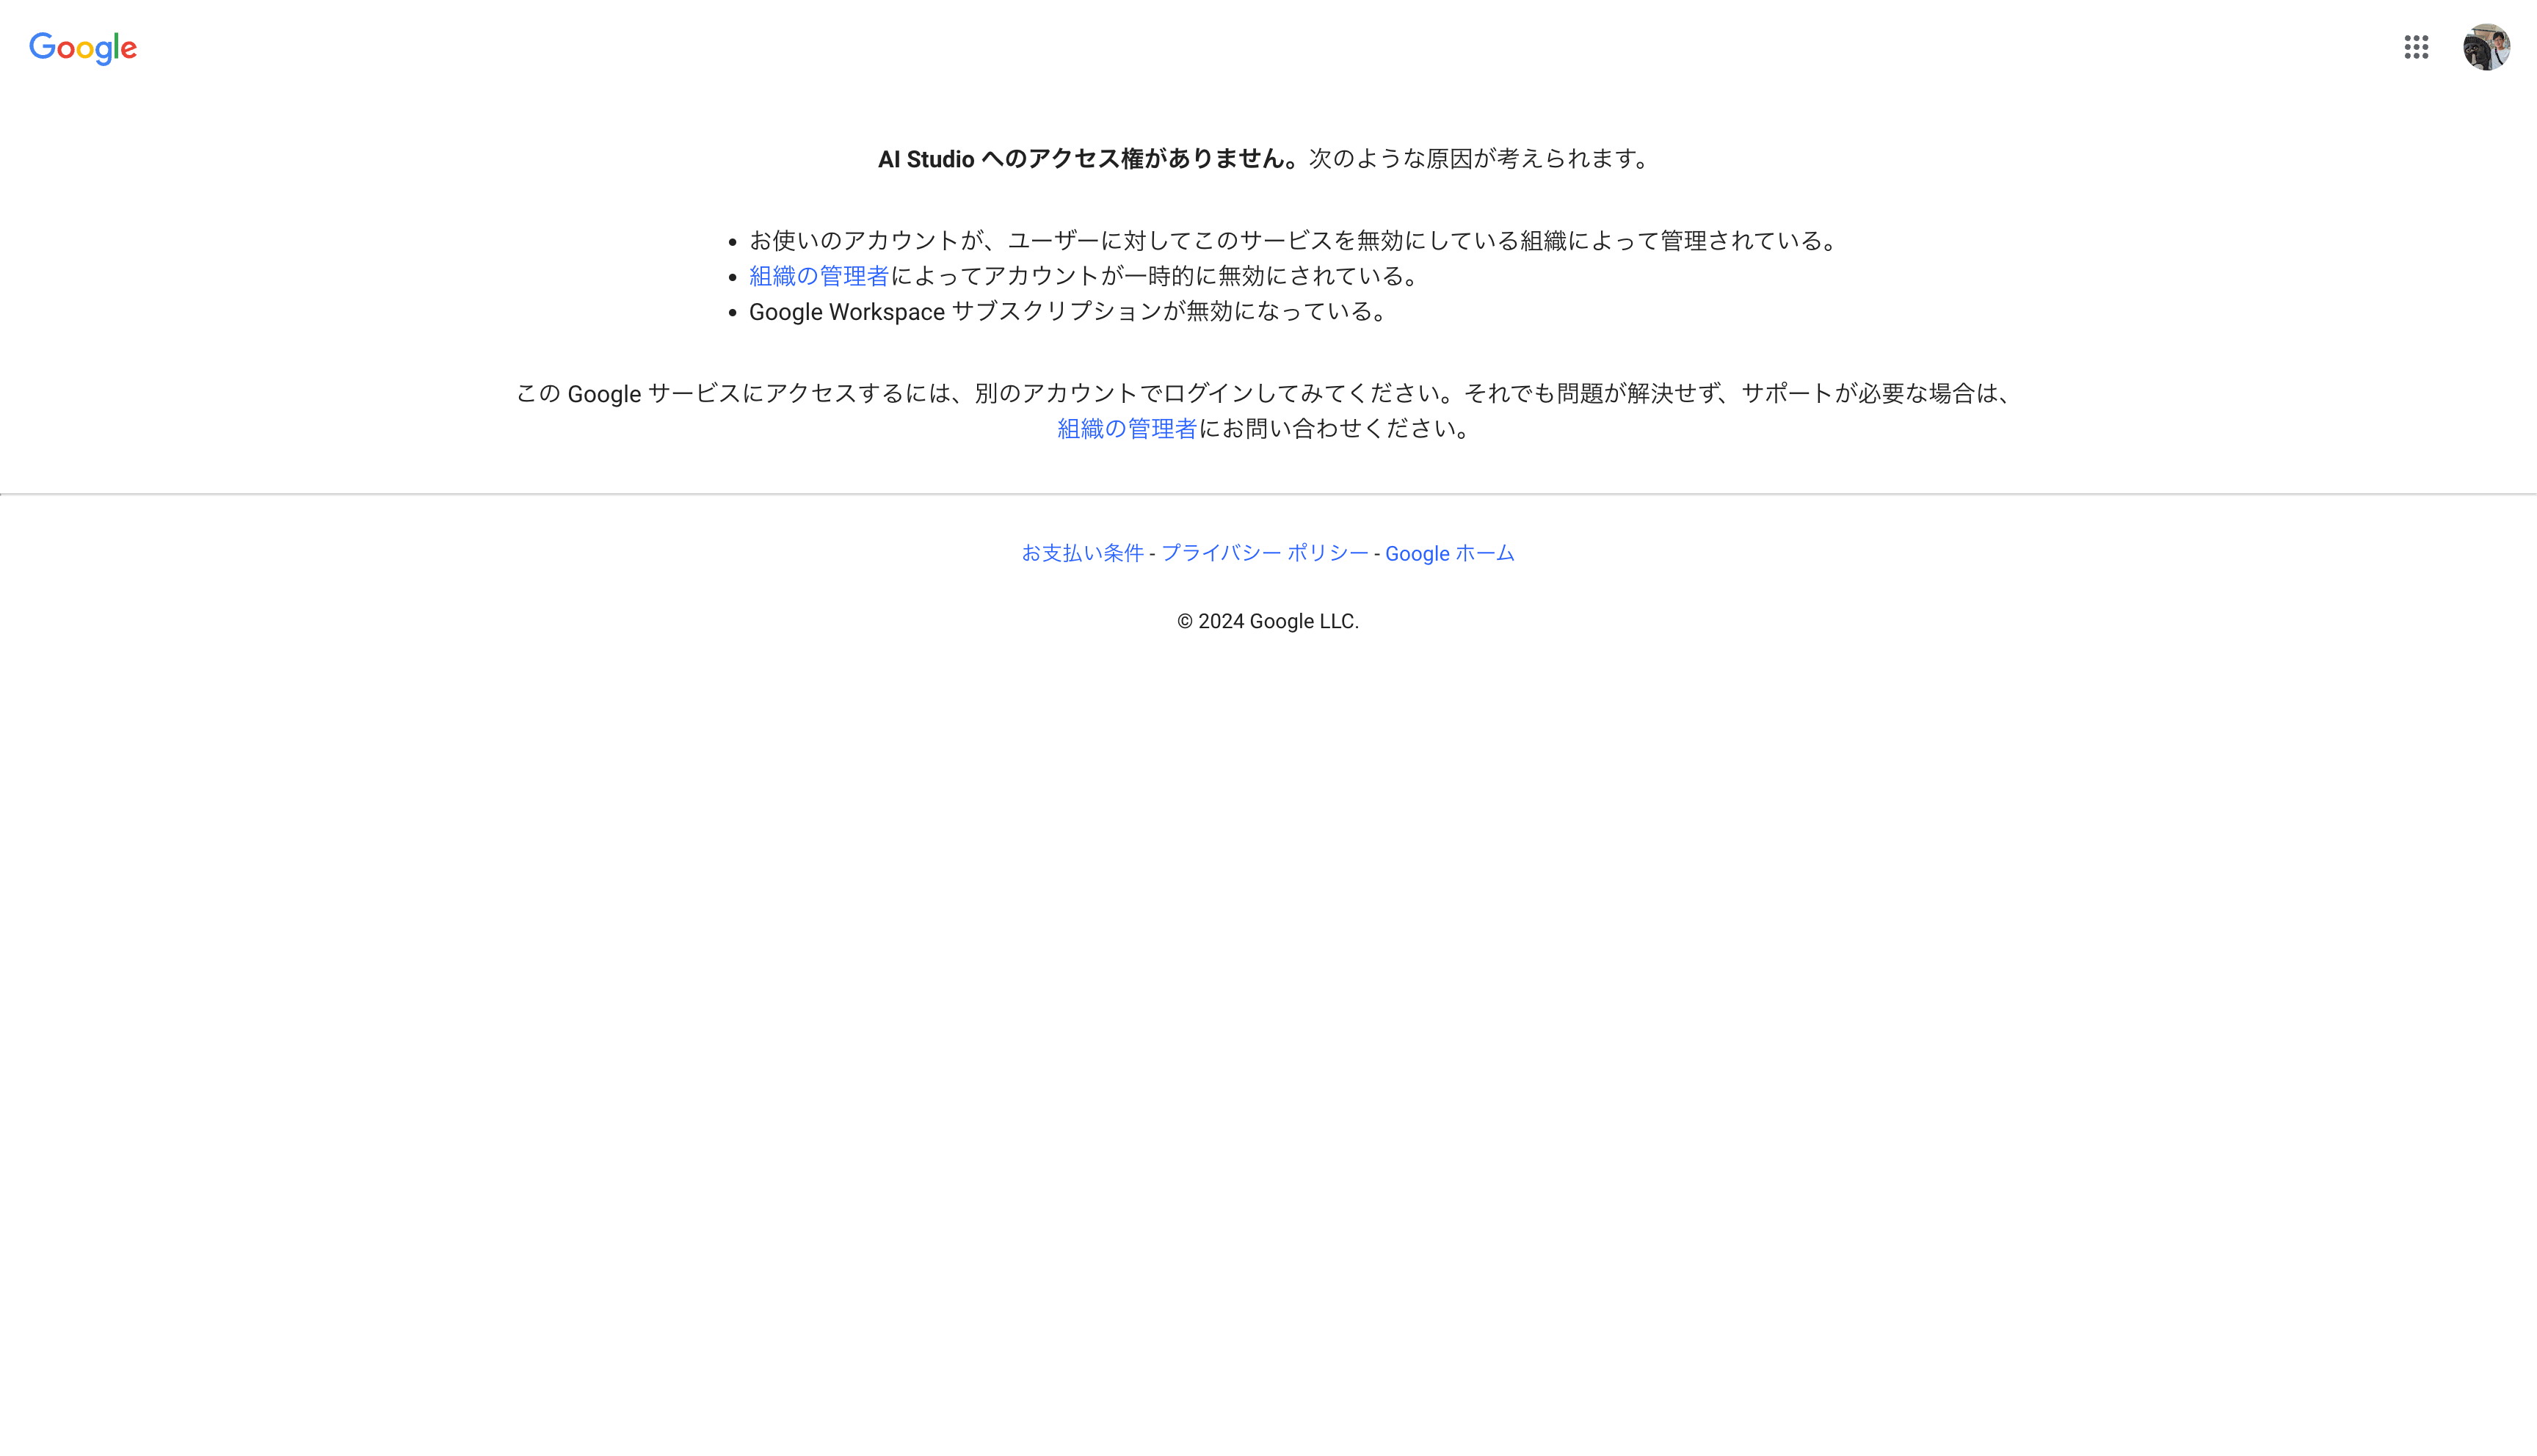 Google
AI Studio へのアクセス権がありません。次のような原因が考えられます。
お使いのアカウントが、ユーザーに対してこのサービスを無効にしている組織によって管理されている。
組織の管理者によってアカウントが一時的に無効にされている。
Google Workspace サブスクリプションが無効になっている。
この Google サービスにアクセスするには、別のアカウントでログインしてみてください。それでも問題が解決せず、サポートが必要な場合は、
組織の管理者にお問い合わせください。
お支払い条件 - プライバシー ポリシー - Google ホーム
© 2024 Google LLC.